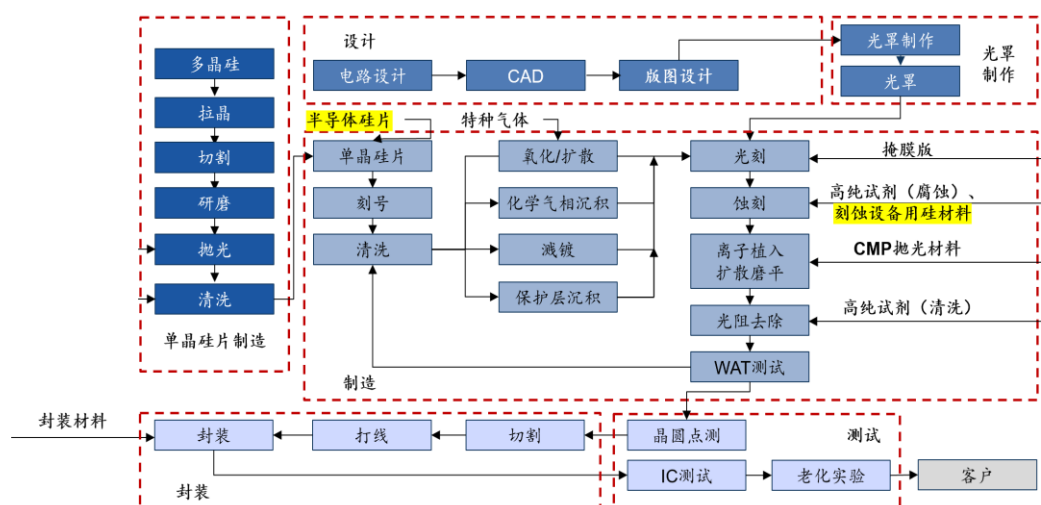 设计
电路设计
CAD
版图设计
光罩制作
光罩
光罩
制作
多晶硅
拉晶
切割
研磨
抛光
清洗
单晶硅片制造
半导体硅片
特种气体
单晶硅片
刻号
清洗
氧化/扩散
化学气相沉积
溅镀
保护层沉积
光刻
蚀刻
离子植入
扩散磨平
光阻去除
WAT测试
制造
掩膜版
高纯试剂（腐蚀）、
刻蚀设备用硅材料
CMP抛光材料
高纯试剂（清洗）
封装材料
封装
打线
切割
封装
晶圆点测
测试
IC测试
老化实验
客户